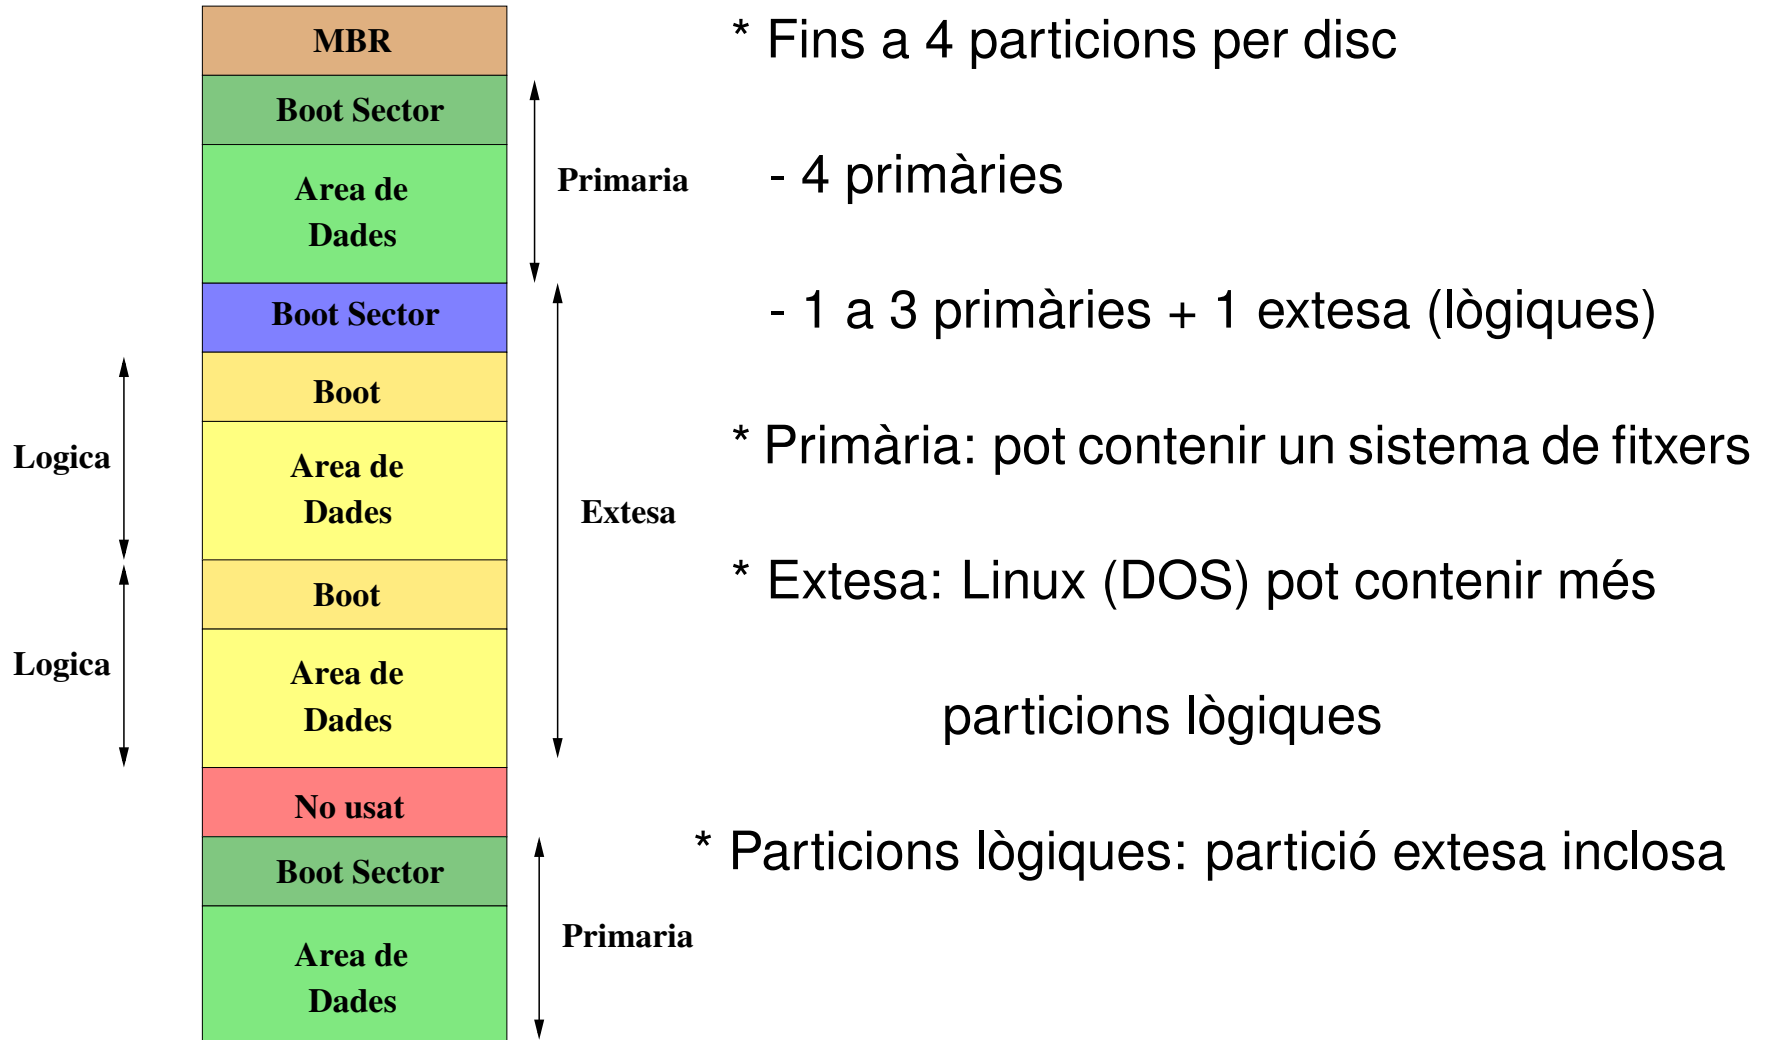 MBR
Boot Sector
Area de
Dades
Primaria
Boot Sector
Boot
Area de
Dades
Logica
Boot
Area de
Dades
Logica
Extesa
No usat
Boot Sector
Area de
Dades
Primaria
* Fins a 4 particions per disc
- 4 primàries
- 1 a 3 primàries + 1 extesa (lògiques)
* Primària: pot contenir un sistema de fitxers
* Extesa: Linux (DOS) pot contenir més
particions lògiques
* Particions lògiques: partició extesa inclosa